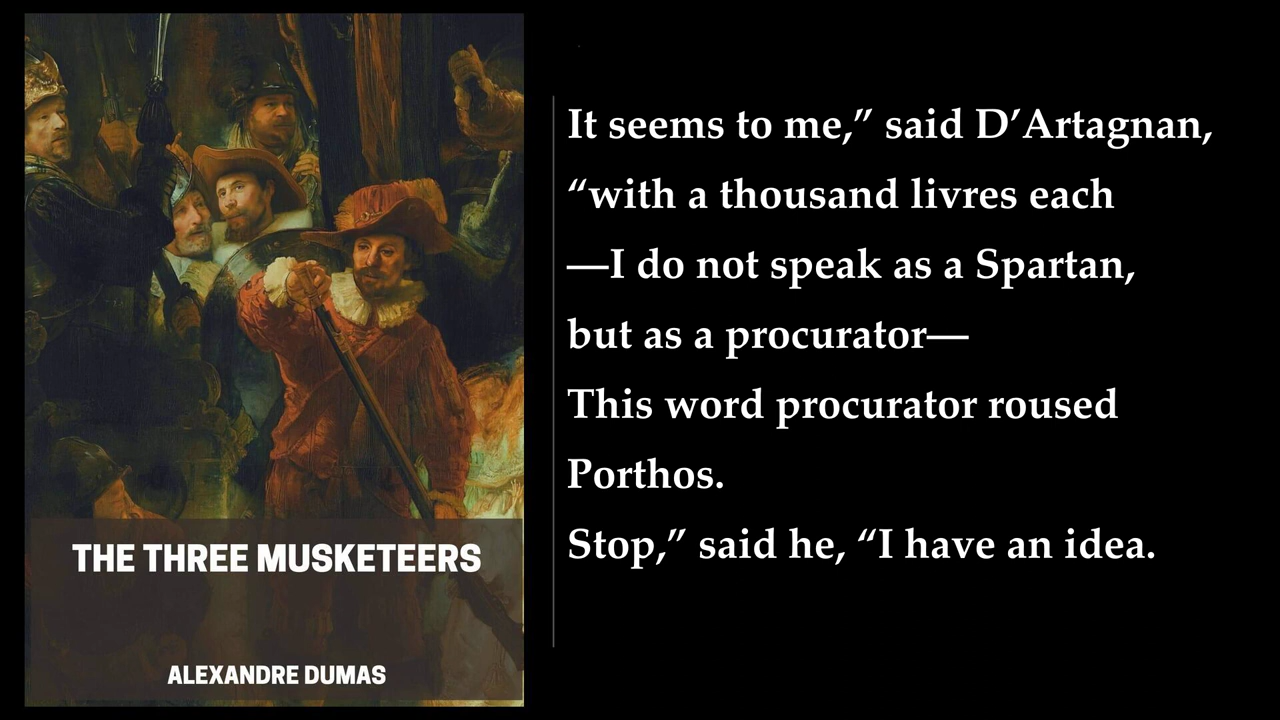 THE THREE MUSKETEERS
ALEXANDRE DUMAS
It seems to me,” said D’Artagnan,
“with a thousand livres each
—I do not speak as a Spartan,
but as a procurator—
This word procurator roused
Porthos.
Stop,” said he, “I have an idea.